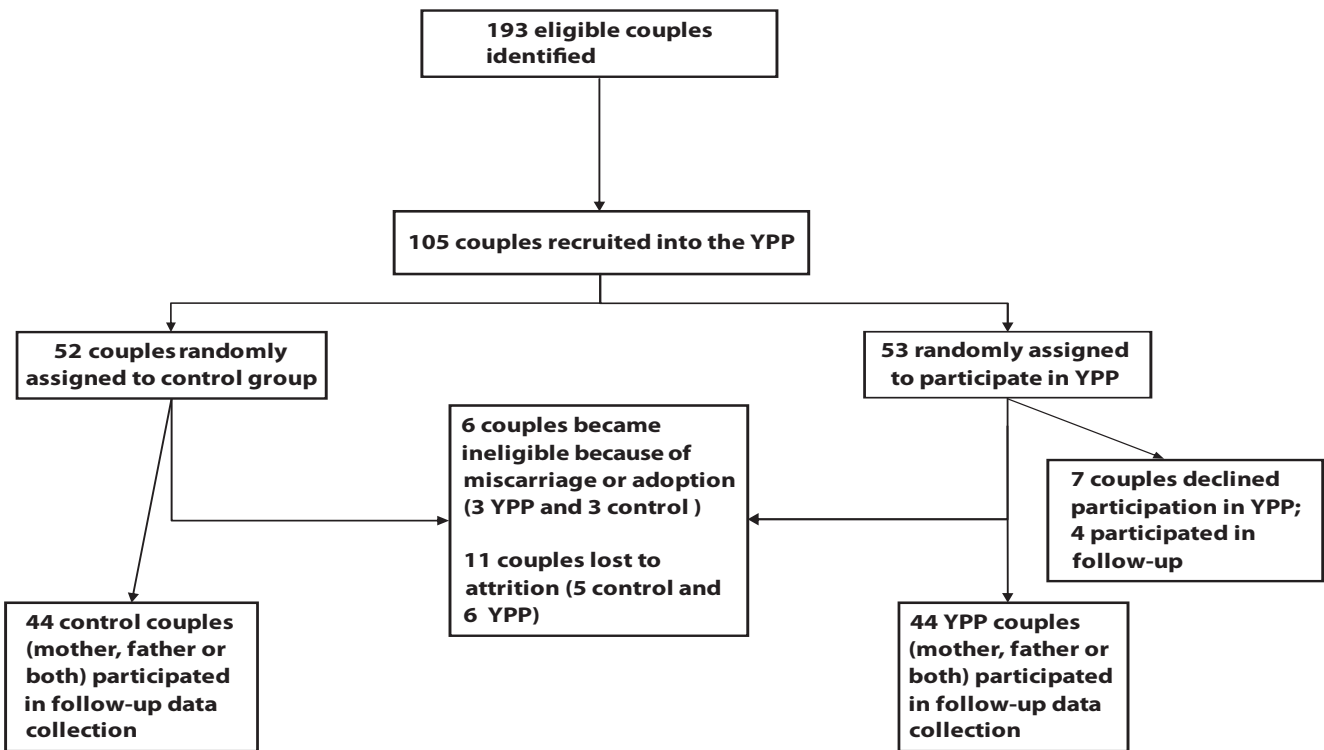 193 eligible couples
identified
105 couples recruited into the YPP
52 couples randomly
assigned to control group
53 randomly assigned
to participate in YPP
6 couples became
ineligible because of
miscarriage or adoption
(3 YPP and 3 control )
11 couples lost to
attrition (5 control and
6 YPP)
7 couples declined
participation in YPP;
4 participated in
follow-up
44 control couples
(mother, father or
both) participated
in follow-up data
collection
44 YPP couples
(mother, father or
both) participated
in follow-up data
collection